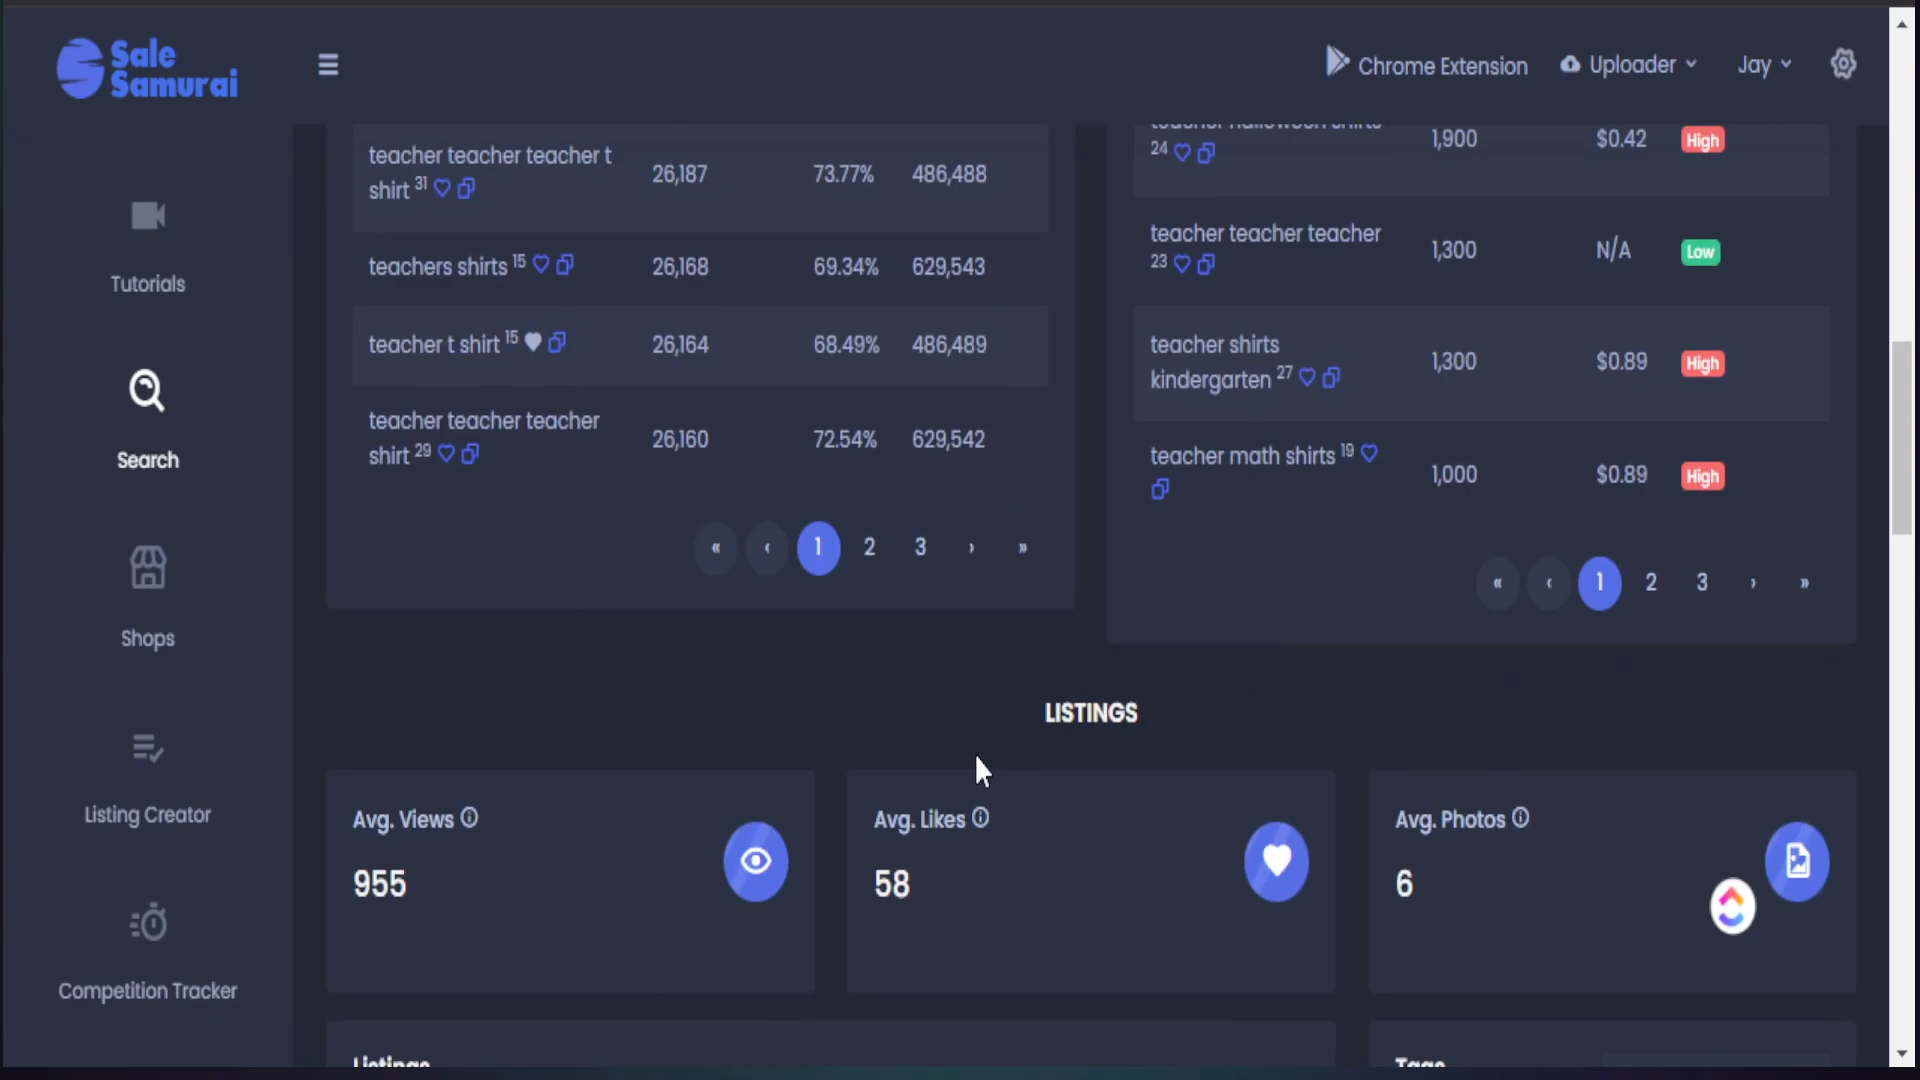 Sale
Samurai
Chrome Extension
Uploader
Jay
Tutorials
Search
Shops
Listing Creator
Competition Tracker
teacher teacher teacher t
shirt 31
26,187 73.77% 486,488
teachers shirts 15 26,168 69.34% 629,543
teacher t shirt 15 26,164 68.49% 486,489
teacher teacher teacher
shirt 29
26,160 72.54% 629,542
« ‹ 1 2 3 › »
teacher halloween shirts
24
1,900 $0.42 High
teacher teacher teacher
23
1,300 N/A Low
teacher shirts
kindergarten 27
1,300 $0.89 High
teacher math shirts 19
1,000 $0.89 High
« ‹ 1 2 3 › »
LISTINGS
Avg. Views
955
Avg. Likes
58
Avg. Photos
6
Listings
Tags